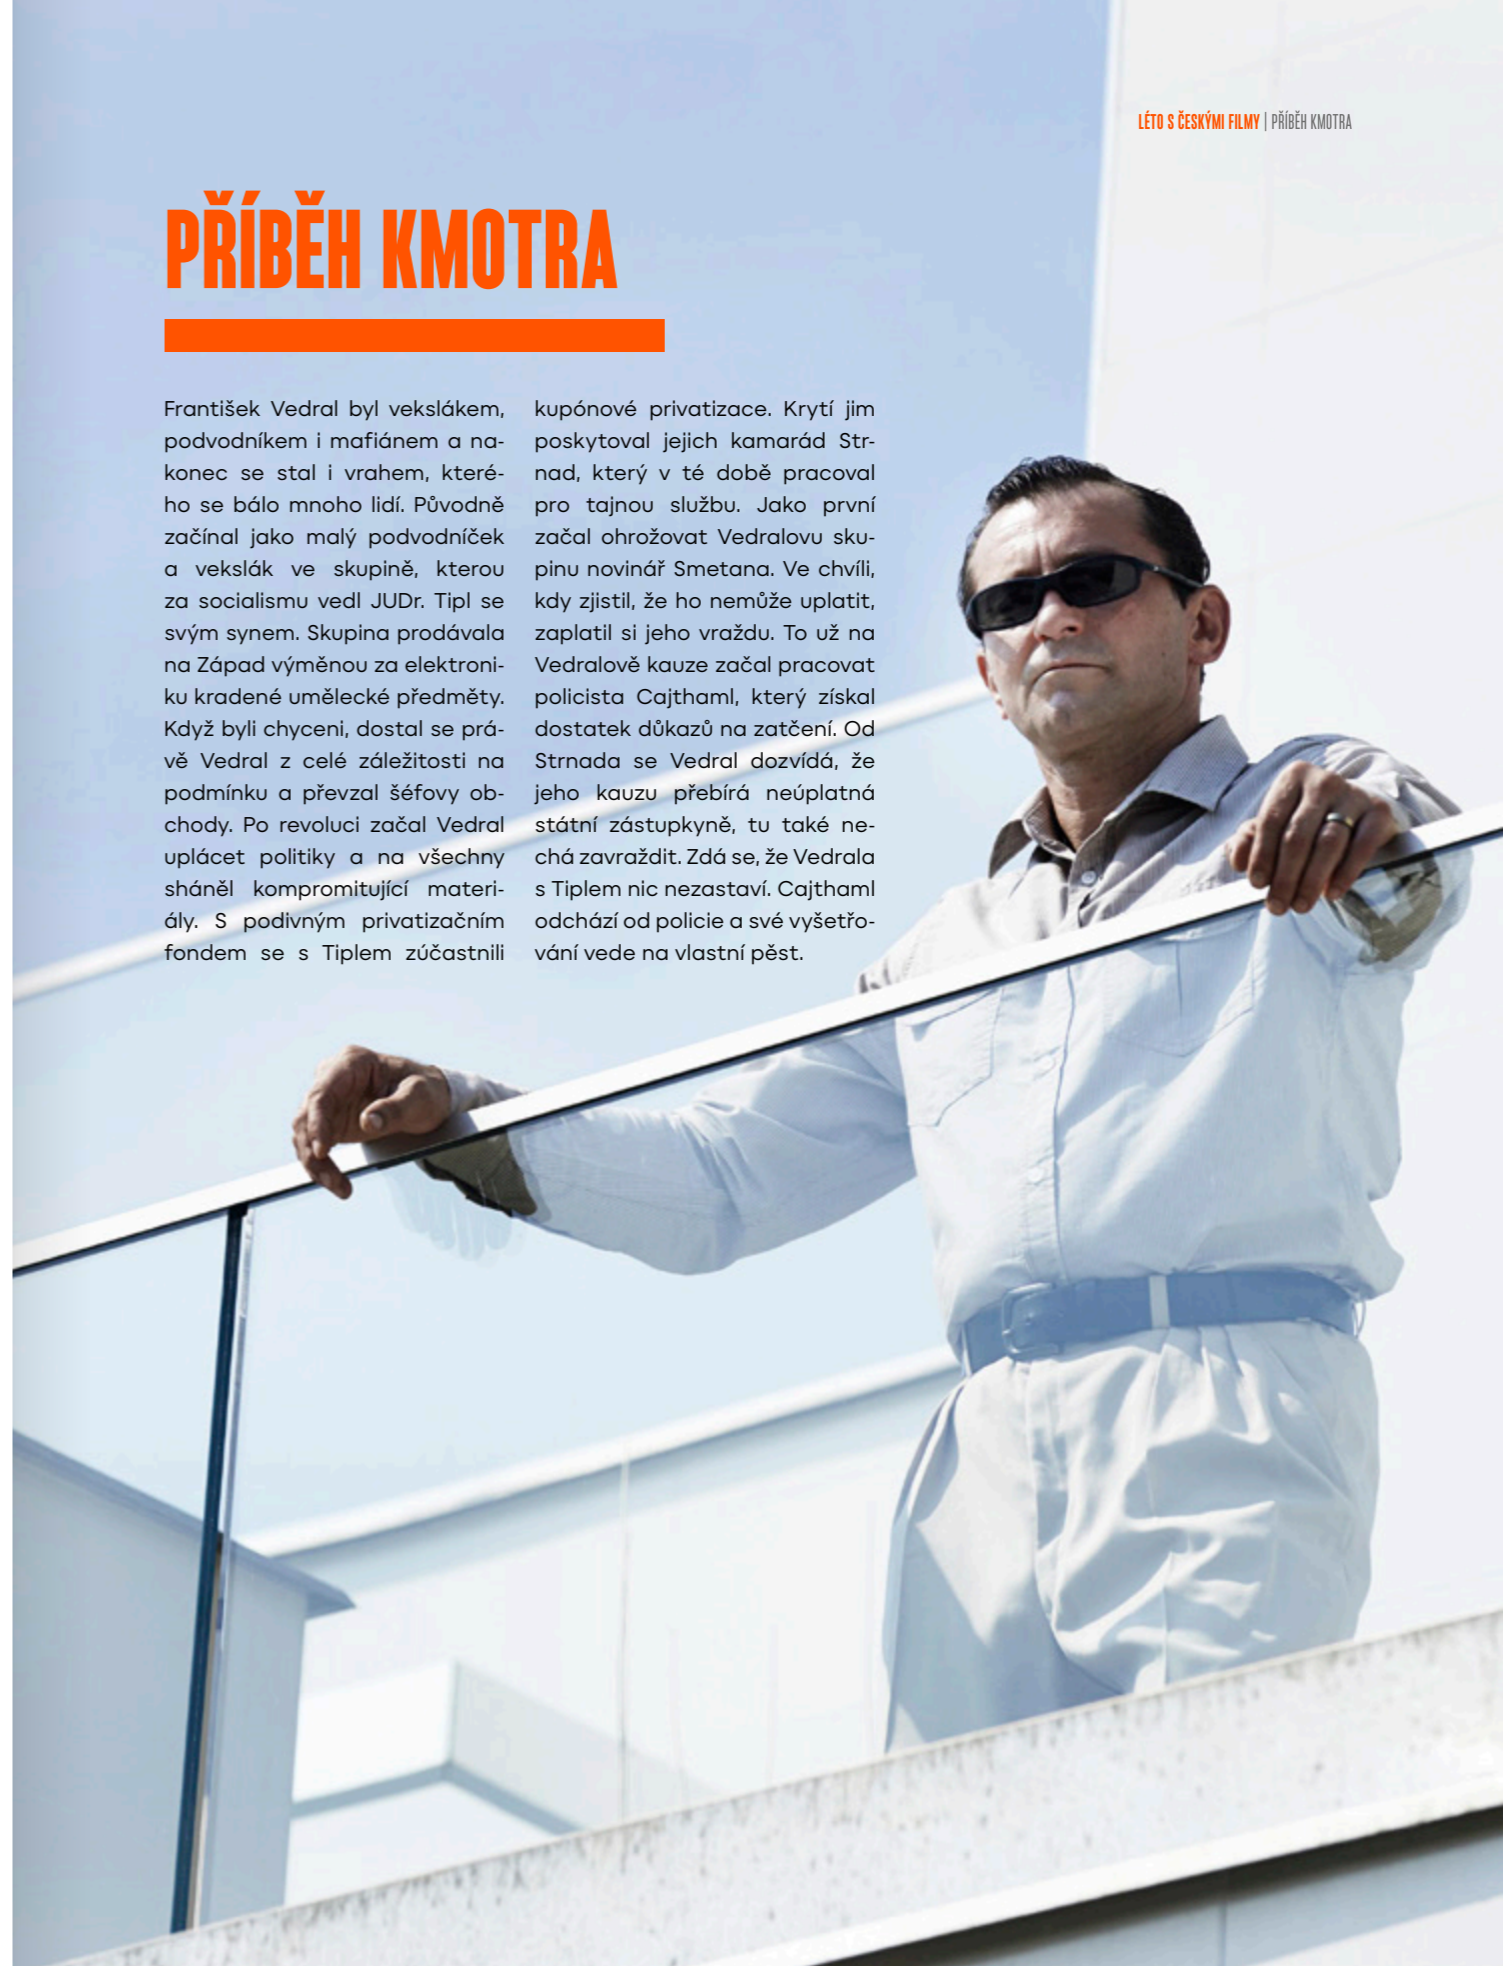 LÉTO S ČESKÝMI FILMY | PŘÍBĚH KMOTRA
PŘÍBĚH KMOTRA
František Vedral byl vekslákem,
podvodníkem i mafiánem a na-
konec se stal i vrahem, které-
ho se bálo mnoho lidí. Původně
začínal jako malý podvodníček
a vekslák ve skupině, kterou
za socialismu vedl JUDr. Tipl se
svým synem. Skupina prodávala
na Západ výměnou za elektroni-
ku kradené umělecké předměty.
Když byli chyceni, dostal se prá-
vě Vedral z celé záležitosti na
podmínku a převzal šéfovy ob-
chody. Po revoluci začal Vedral
uplácet politiky a na všechny
sháněl kompromitující materi-
ály. S podivným privatizačním
fondem se s Tiplem zúčastnili
kupónové privatizace. Krytí jim
poskytoval jejich kamarád Str-
nad, který v té době pracoval
pro tajnou službu. Jako první
začal ohrožovat Vedralovu sku-
pinu novinář Smetana. Ve chvíli,
kdy zjistil, že ho nemůže uplatit,
zaplatil si jeho vraždu. To už na
Vedralově kauze začal pracovat
policista Cajthaml, který získal
dostatek důkazů na zatčení. Od
Strnada se Vedral dozvídá, že
jeho kauzu přebírá neúplatná
státní zástupkyně, tu také ne-
chá zavraždit. Zdá se, že Vedrala
s Tiplem nic nezastaví. Cajthaml
odchází od policie a své vyšetřo-
vání vede na vlastní pěst.